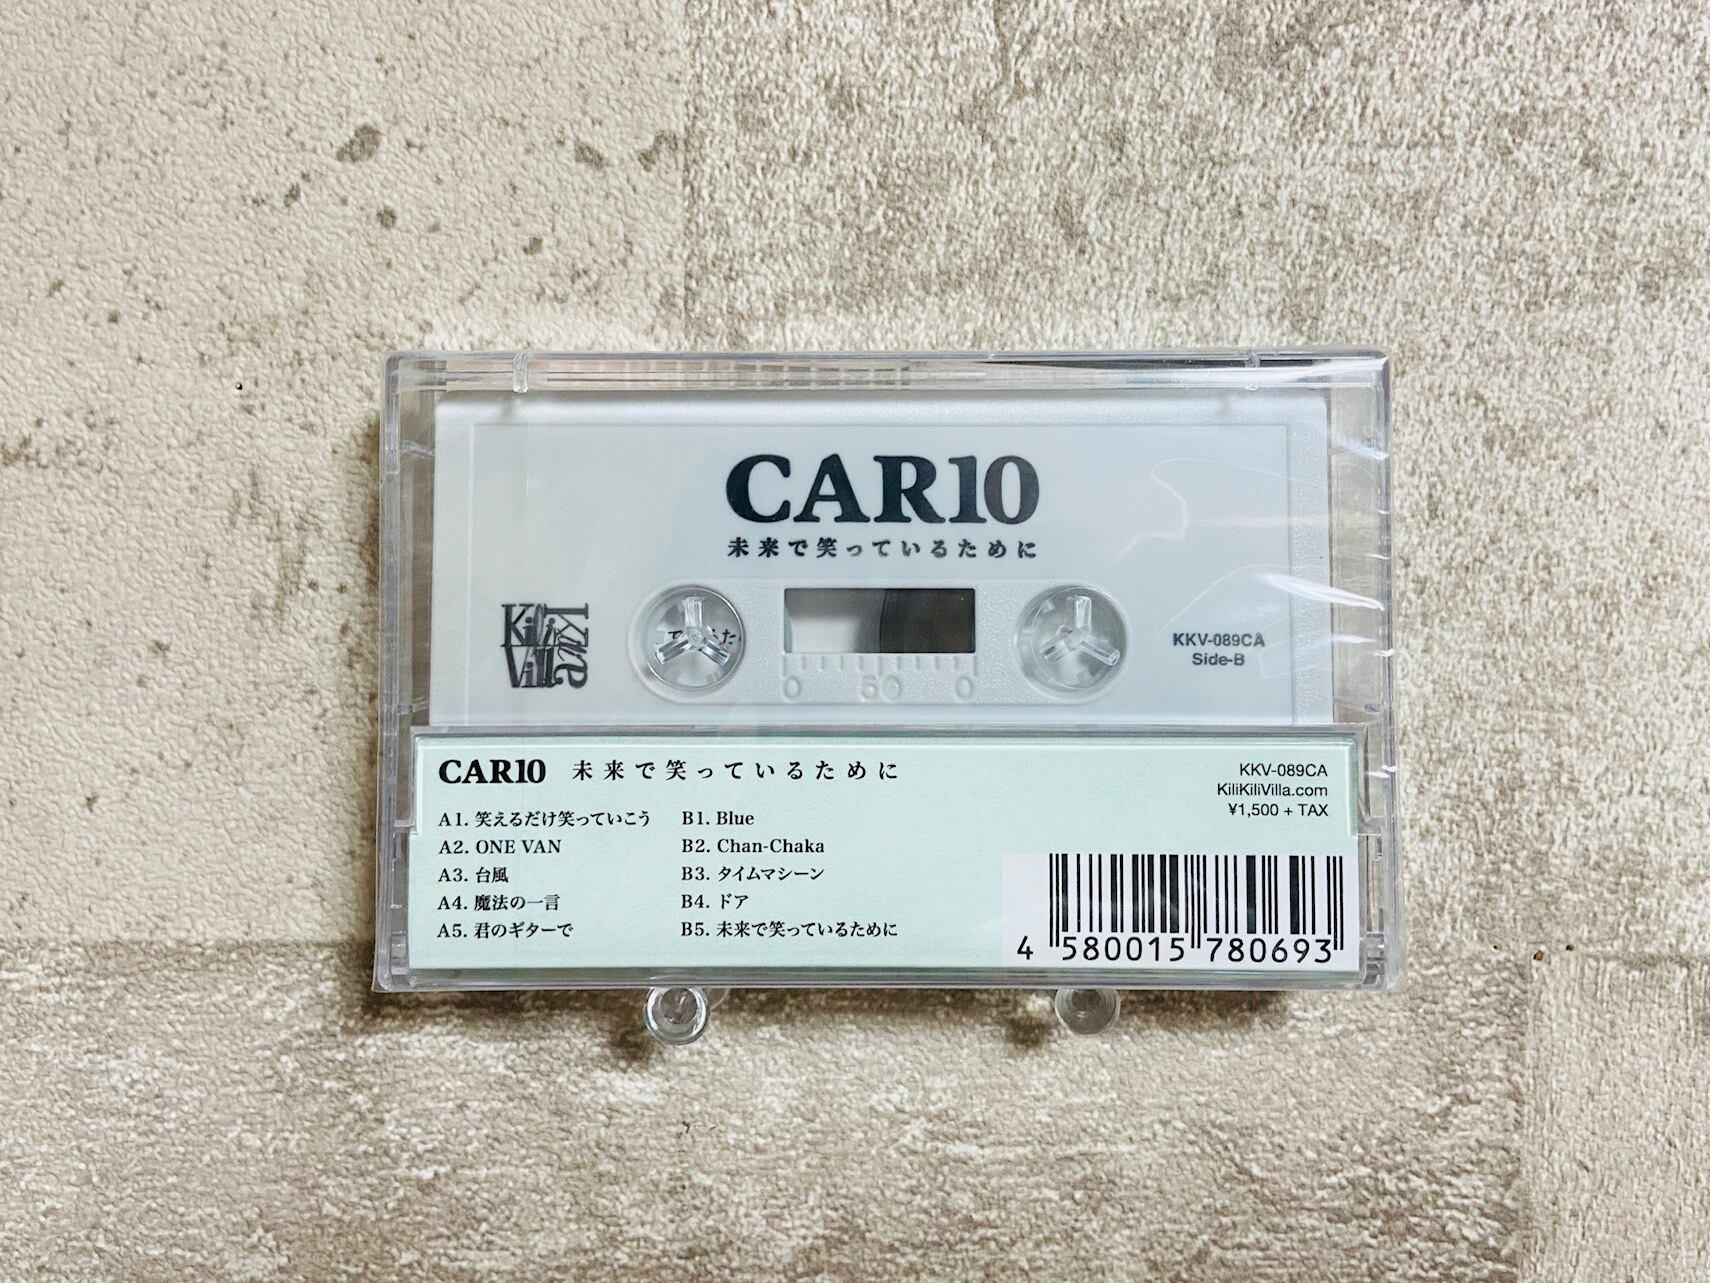 CAR10
未来で笑っているために
Kili
Kili
Villa
KKV-089CA
Side-B
0 50 0
CAR10 未来で笑っているために
KKV-089CA
KiliKiliVilla.com
¥1,500 + TAX
A1. 笑えるだけ笑っていこう
A2. ONE VAN
A3. 台風
A4. 魔法の一言
A5. 君のギターで
B1. Blue
B2. Chan-Chaka
B3. タイムマシーン
B4. ドア
B5. 未来で笑っているために
4 580015 780693